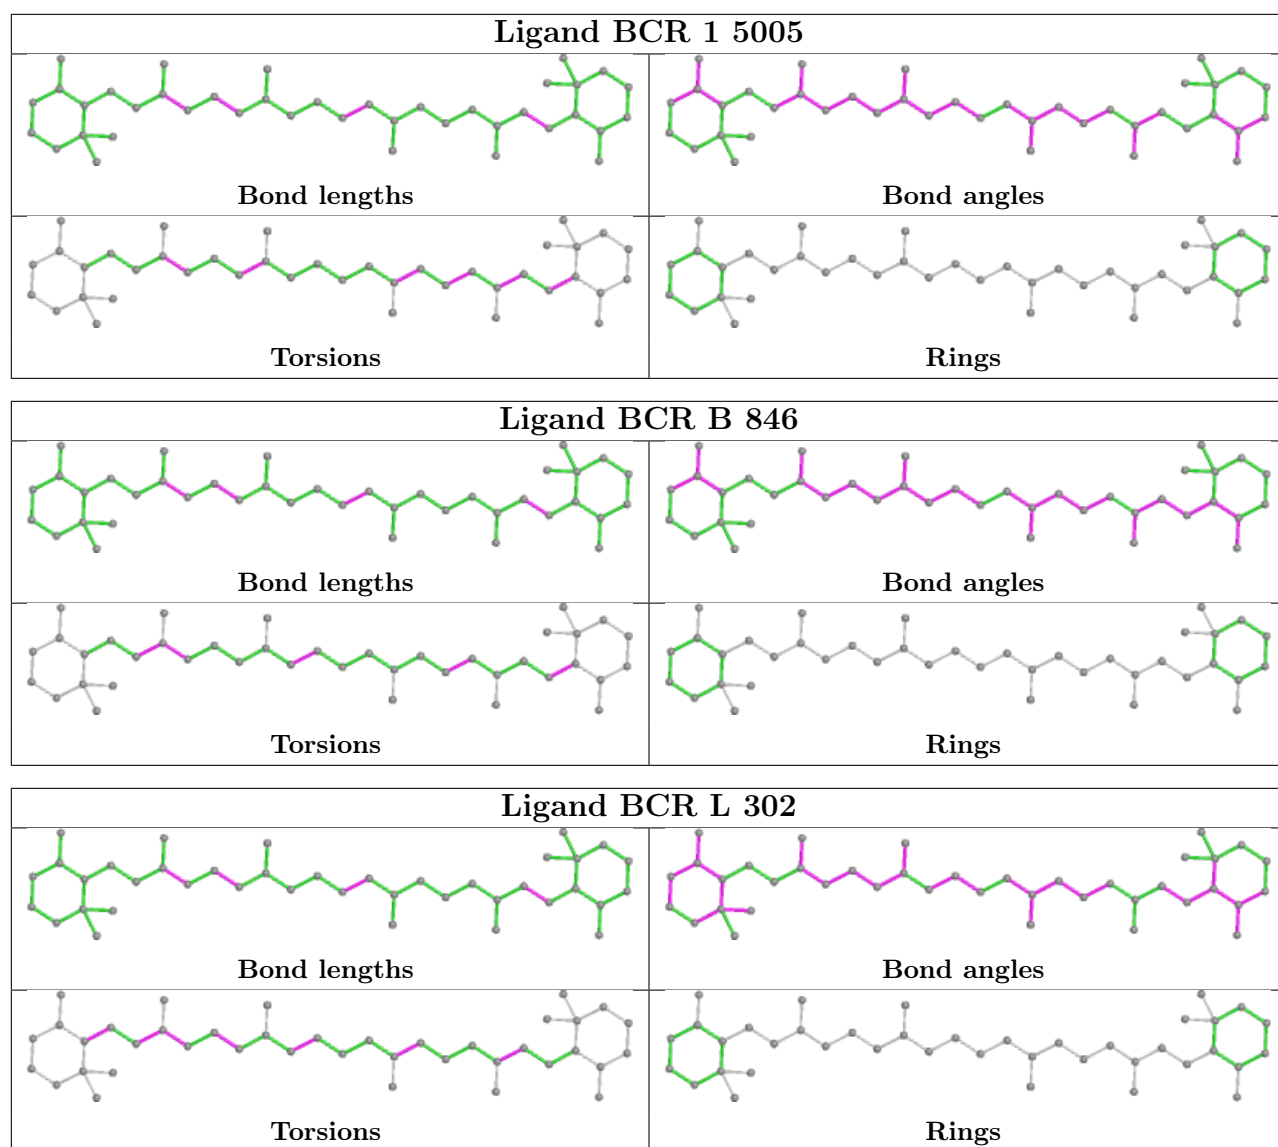 Ligand BCR 1 5005
Bond lengths
Bond angles
Torsions
Rings
Ligand BCR B 846
Bond lengths
Bond angles
Torsions
Rings
Ligand BCR L 302
Bond lengths
Bond angles
Torsions
Rings